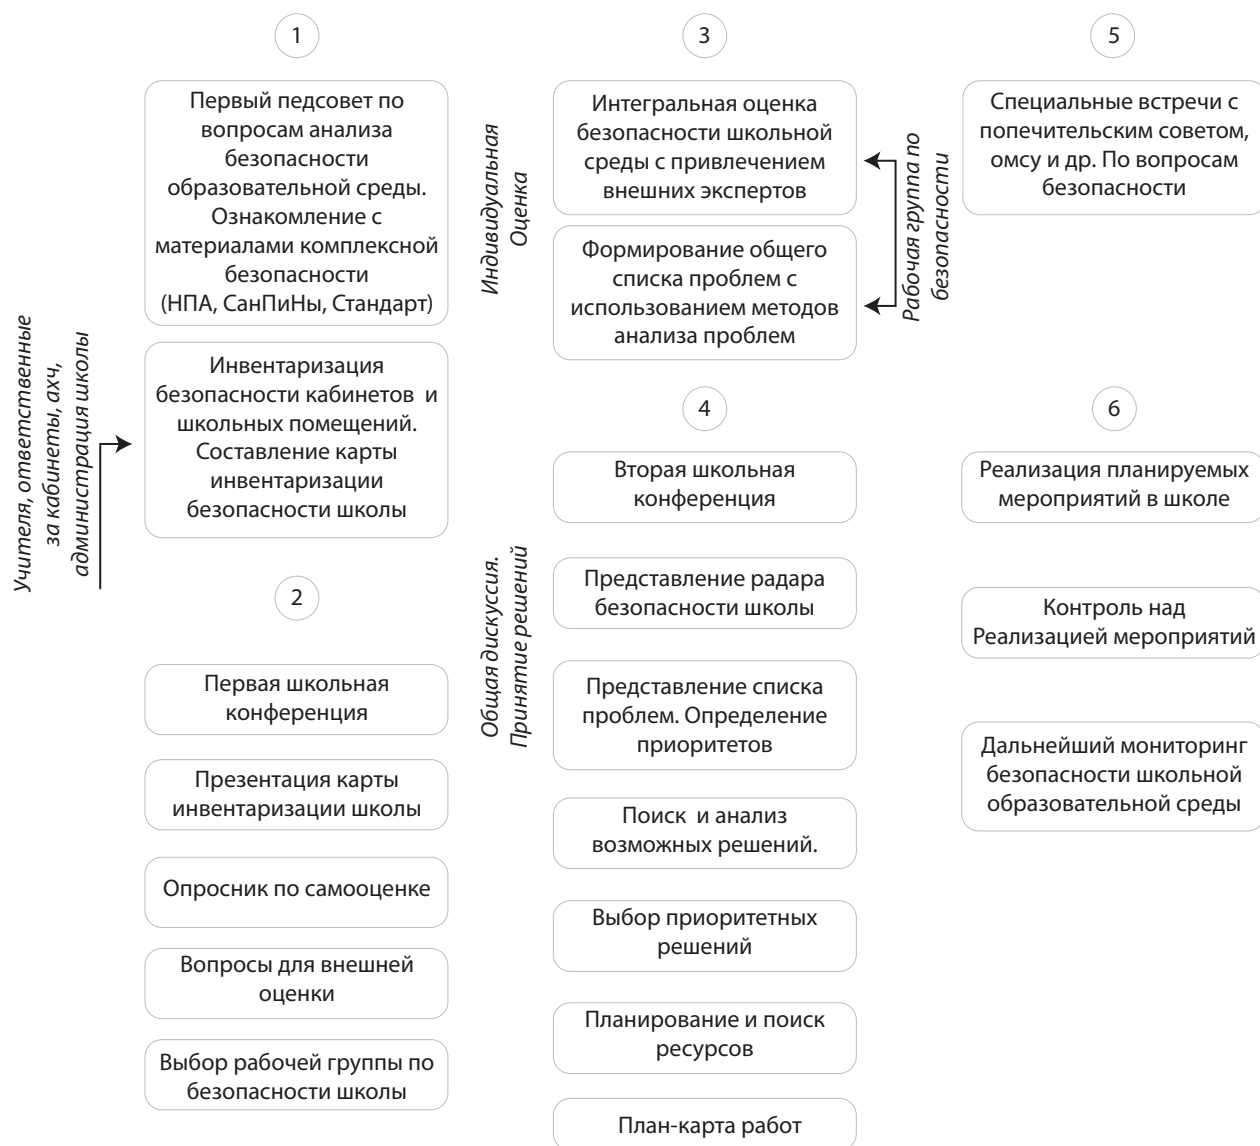 1
Первый педсовет по
вопросам анализа
безопасности
образовательной среды.
Ознакомление с
материалами комплексной
безопасности
(НПА, СанПиНы, Стандарт)
Учителя, ответственные
за кабинеты, ахч,
администрация школы
Инвентаризация
безопасности кабинетов и
школьных помещений.
Составление карты
инвентаризации
безопасности школы
2
Первая школьная
конференция
Презентация карты
инвентаризации школы
Опросник по самооценке
Вопросы для внешней
оценки
Выбор рабочей группы по
безопасности школы
3
Индивидуальная
Оценка
Интегральная оценка
безопасности школьной
среды с привлечением
внешних экспертов
Формирование общего
списка проблем с
использованием методов
анализа проблем
Рабочая группа по
безопасности
4
Вторая школьная
конференция
Общая дискуссия.
Принятие решений
Представление радара
безопасности школы
Представление списка
проблем. Определение
приоритетов
Поиск и анализ
возможных решений.
Выбор приоритетных
решений
Планирование и поиск
ресурсов
План-карта работ
5
Специальные встречи с
попечительским советом,
омсу и др. По вопросам
безопасности
6
Реализация планируемых
мероприятий в школе
Контроль над
Реализацией мероприятий
Дальнейший мониторинг
безопасности школьной
образовательной среды